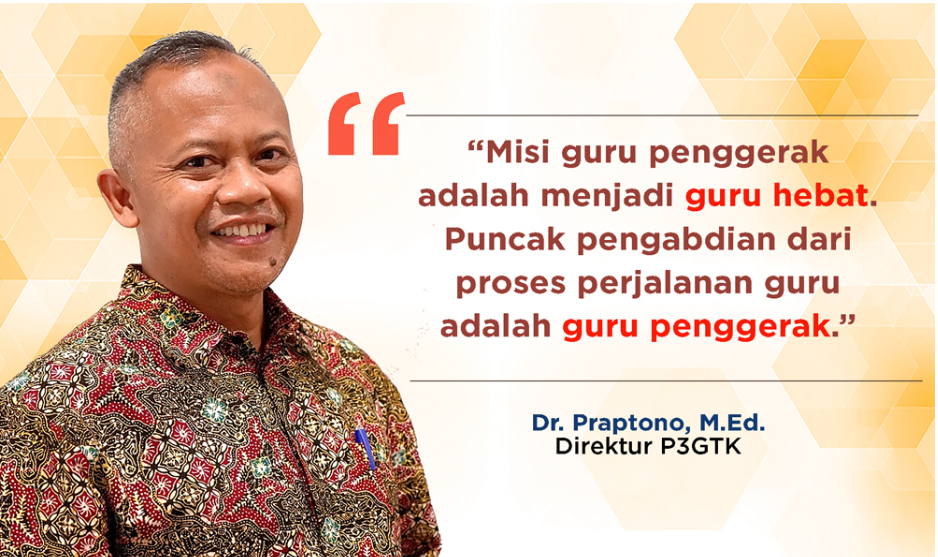 “Misi guru penggerak
adalah menjadi guru hebat.
Puncak pengabdian dari
proses perjalanan guru
adalah guru penggerak.”
Dr. Praptono, M.Ed.
Direktur P3GTK